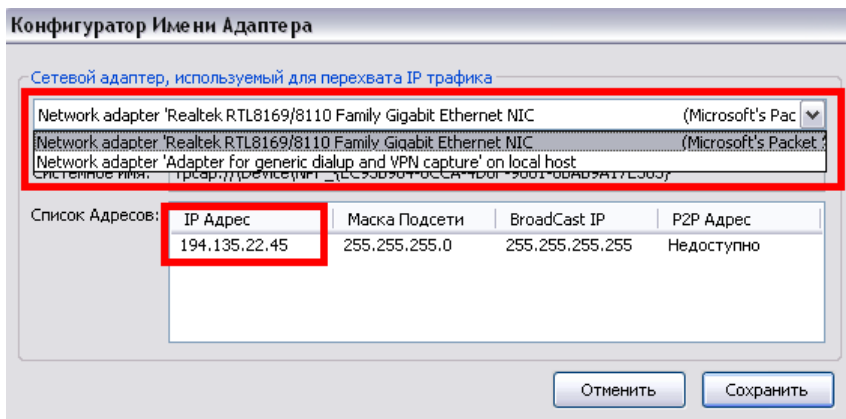 Конфигуратор Имени Адаптера
Сетевой адаптер, используемый для перехвата IP трафика
Network adapter 'Realtek RTL8169/8110 Family Gigabit Ethernet NIC (Microsoft's Pac
Network adapter 'Realtek RTL8169/8110 Family Gigabit Ethernet NIC (Microsoft's Packet
Network adapter 'Adapter for generic dialup and VPN capture' on local host
Системное имя:
Список Адресов: IP Адрес Маска Подсети BroadCast IP P2P Адрес
194.135.22.45 255.255.255.0 255.255.255.255 Недоступно
Отменить Сохранить